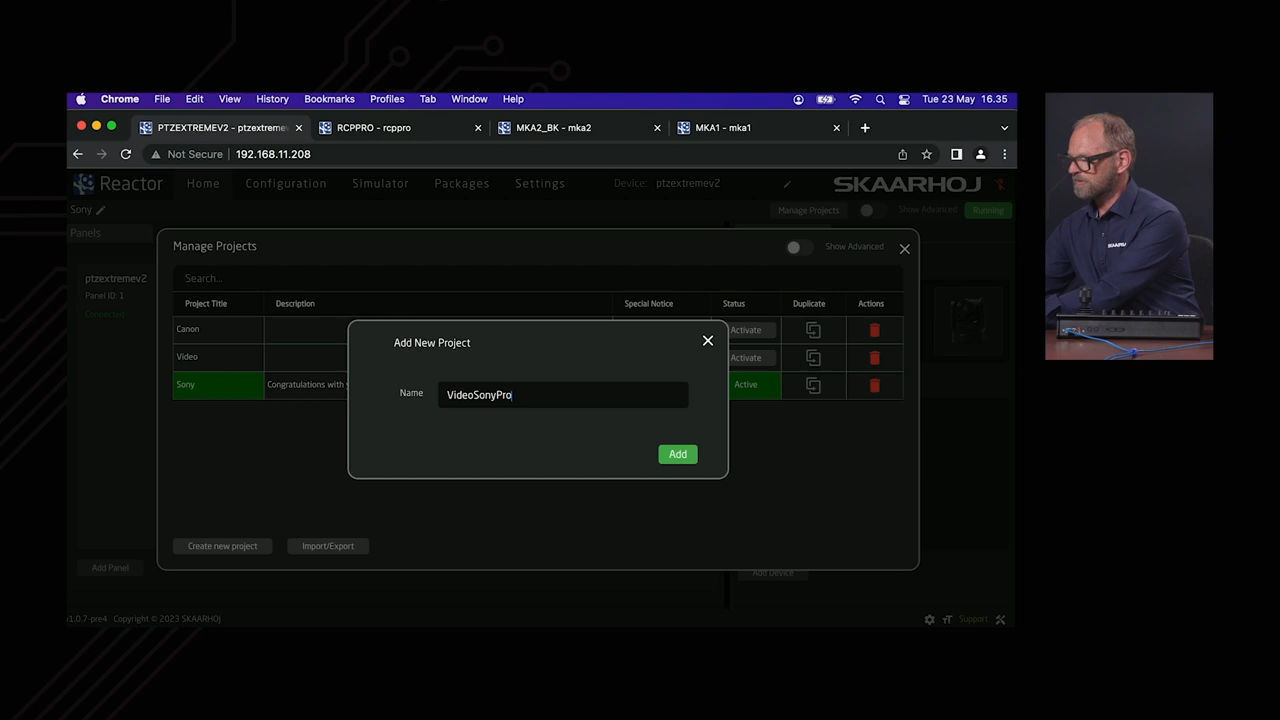 Chrome File Edit View History Bookmarks Profiles Tab Window Help Tue 23 May 16.35
PTZEXTREMEV2 - ptzextreme RCPPRO - rcppro MKA2_BK - mka2 MKA1 - mka1
Not Secure 192.168.11.208
Reactor Home Configuration Simulator Packages Settings Device: ptzextremev2 SKAARHOJ
Sony Manage Projects Show Advanced Running
Panels
Manage Projects Show Advanced
ptzextremev2
Search...
Panel ID: 1
Project Title Description Special Notice Status Duplicate Actions
Connected
Canon Activate
Video Activate
Sony Congratulations with Active
Add New Project
Name VideoSonyPro
Add
Create new project Import/Export
Add Panel Add Device
v1.0.7-pre4 Copyright © 2023 SKAARHOJ Support